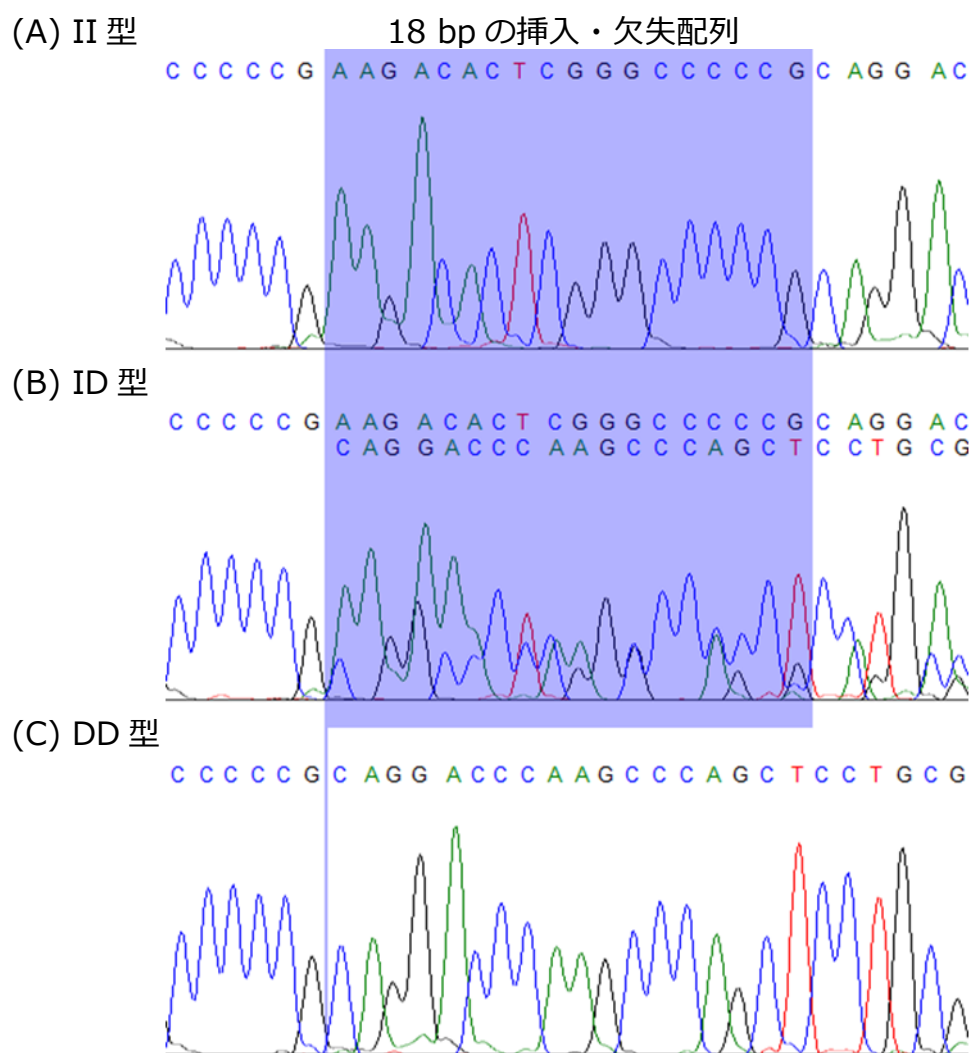 (A) II 型
18 bp の挿入・欠失配列
C C C C C G A A G A C A C T C G G G C C C C C G C A G G A C
(B) ID 型
C C C C C G A A G A C A C T C G G G C C C C C G C A G G A C
C A G G A C C C A A G C C C A G C T C C T G C G
(C) DD 型
C C C C C G C A G G A C C C A A G C C C A G C T C C T G C G